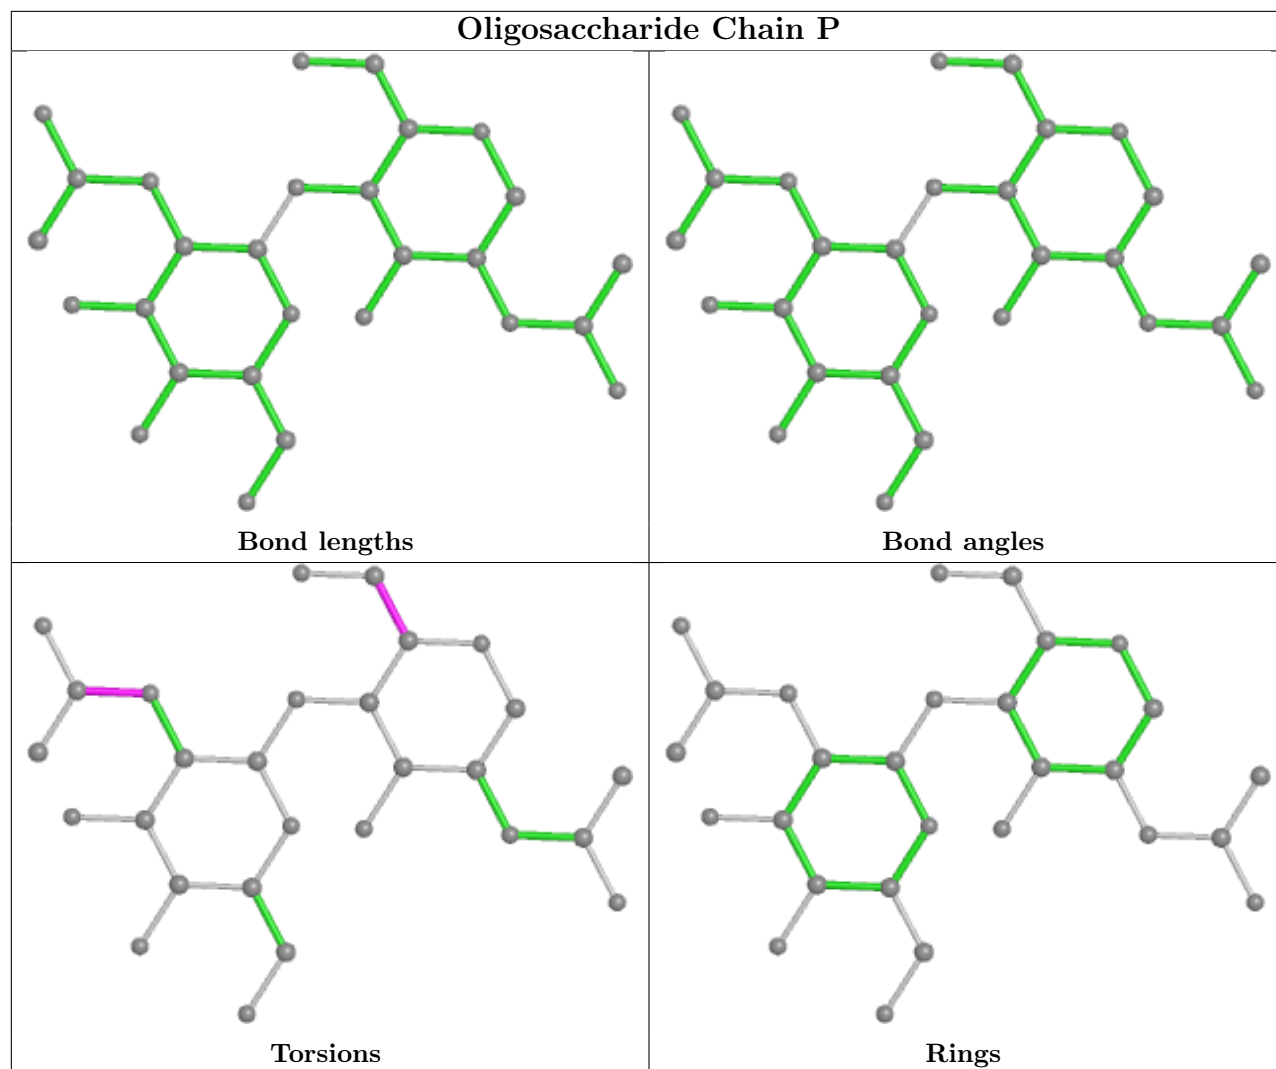 Oligosaccharide Chain P
Bond lengths
Bond angles
Torsions
Rings